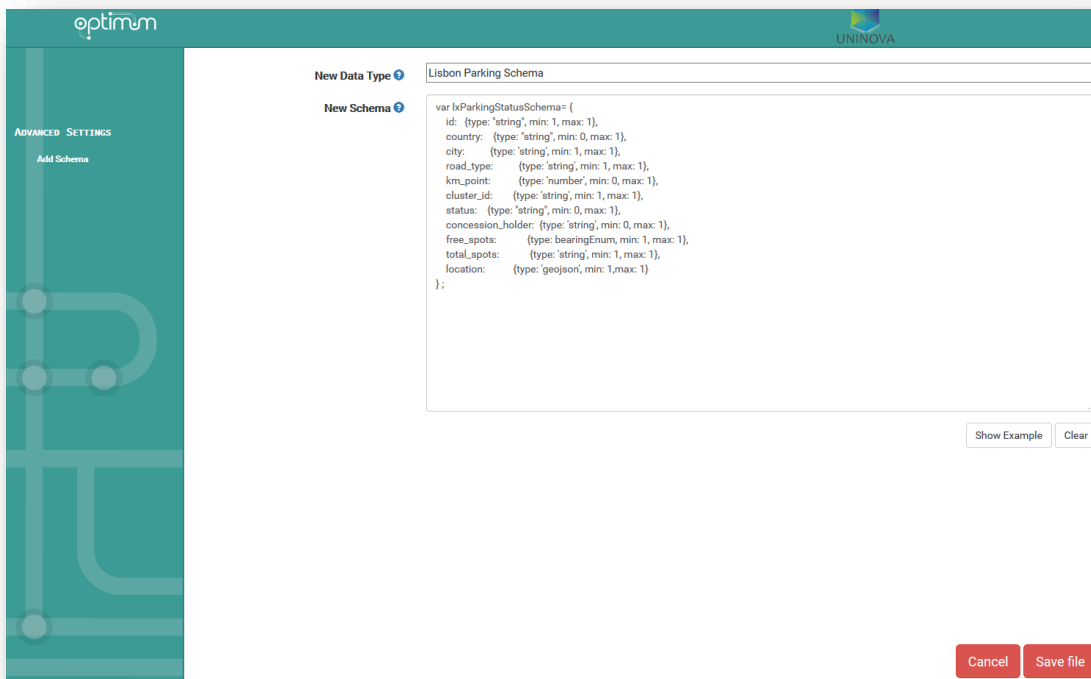 optimum
UNINOVA
New Data Type ?
Lisbon Parking Schema
New Schema ?
var lxParkingStatusSchema= {
id: {type: "string", min: 1, max: 1},
country: {type: "string", min: 0, max: 1},
city: {type: 'string', min: 1, max: 1},
road_type: {type: 'string', min: 1, max: 1},
km_point: {type: 'number', min: 0, max: 1},
cluster_id: {type: 'string', min: 1, max: 1},
status: {type: "string", min: 0, max: 1},
concession_holder: {type: 'string', min: 0, max: 1},
free_spots: {type: bearingEnum, min: 1, max: 1},
total_spots: {type: 'string', min: 1, max: 1},
location: {type: 'geojson', min: 1,max: 1}
} ;
ADVANCED SETTINGS
Add Schema
Show Example
Clear
Cancel
Save file